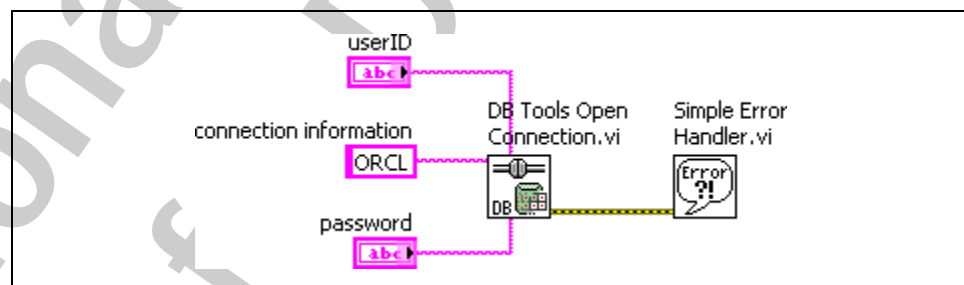 userID
abc
DB Tools Open
Connection.vi
Simple Error
Handler.vi
connection information
ORCL
DB
Error
?!
password
abc